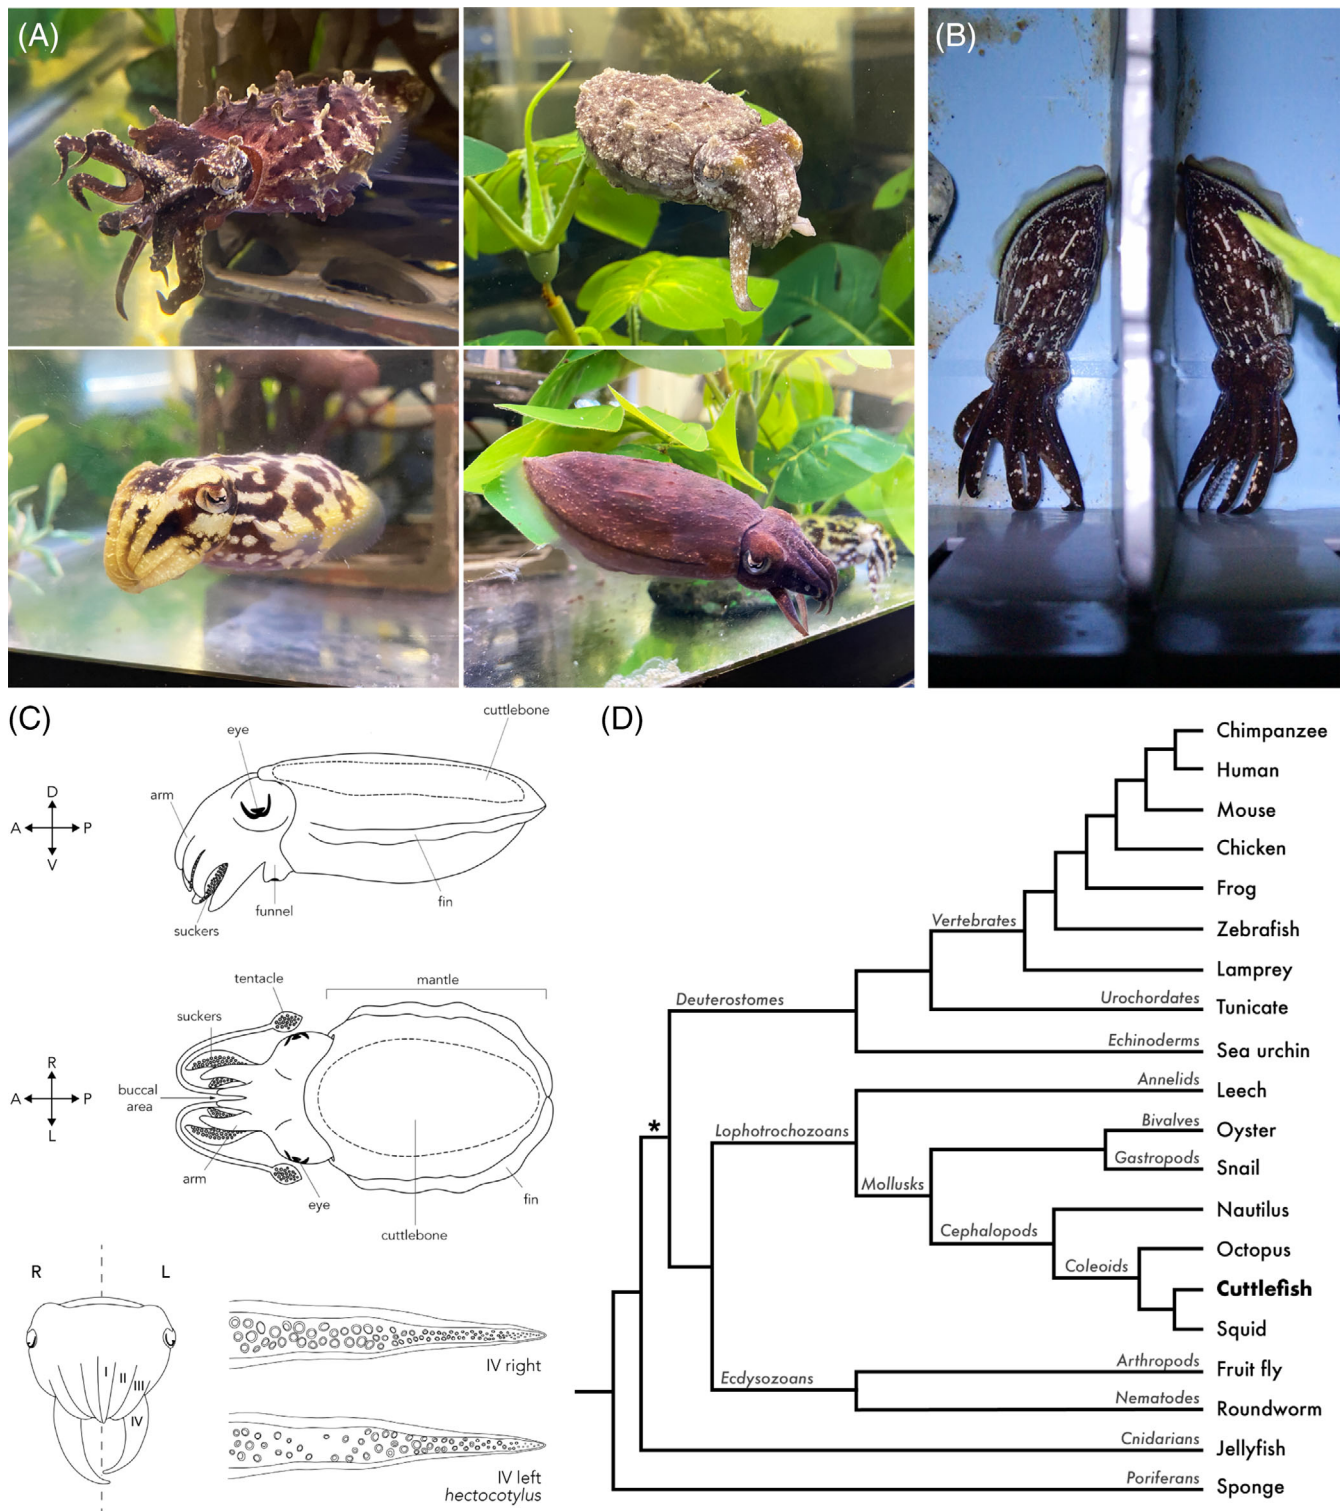 (A)
(B)
(C)
cuttlebone
eye
arm
D
A
P
V
fin
funnel
suckers
tentacle
mantle
suckers
R
A
P
L
buccal
area
arm
eye
fin
cuttlebone
R
L
I
II
III
IV
IV right
IV left
hectocotylus
(D)
Chimpanzee
Human
Mouse
Chicken
Frog
Vertebrates
Zebrafish
Lamprey
Deuterostomes
Urochordates
Tunicate
Echinoderms
Sea urchin
Annelids
Leech
*
Lophotrochozoans
Bivalves
Oyster
Gastropods
Snail
Mollusks
Nautilus
Cephalopods
Octopus
Coleoids
Cuttlefish
Squid
Arthropods
Fruit fly
Ecdysozoans
Nematodes
Roundworm
Cnidarians
Jellyfish
Poriferans
Sponge